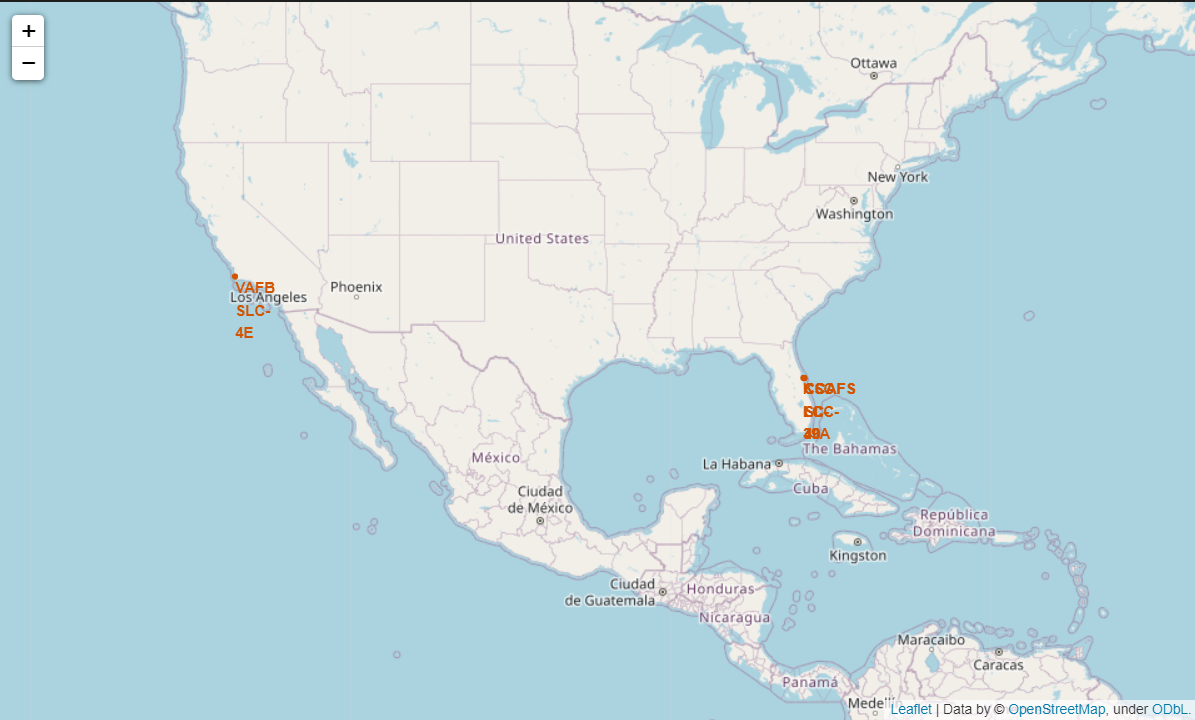 +
−
Ottawa
New York
Washington
United States
VAFB
SLC-
4E
Los Angeles
Phoenix
The Bahamas
La Habana
México
Cuba
Ciudad
de México
República
Dominicana
Kingston
Ciudad
de Guatemala
Honduras
Nicaragua
Maracaibo
Caracas
Panamá
Leaflet | Data by © OpenStreetMap, under ODbL.